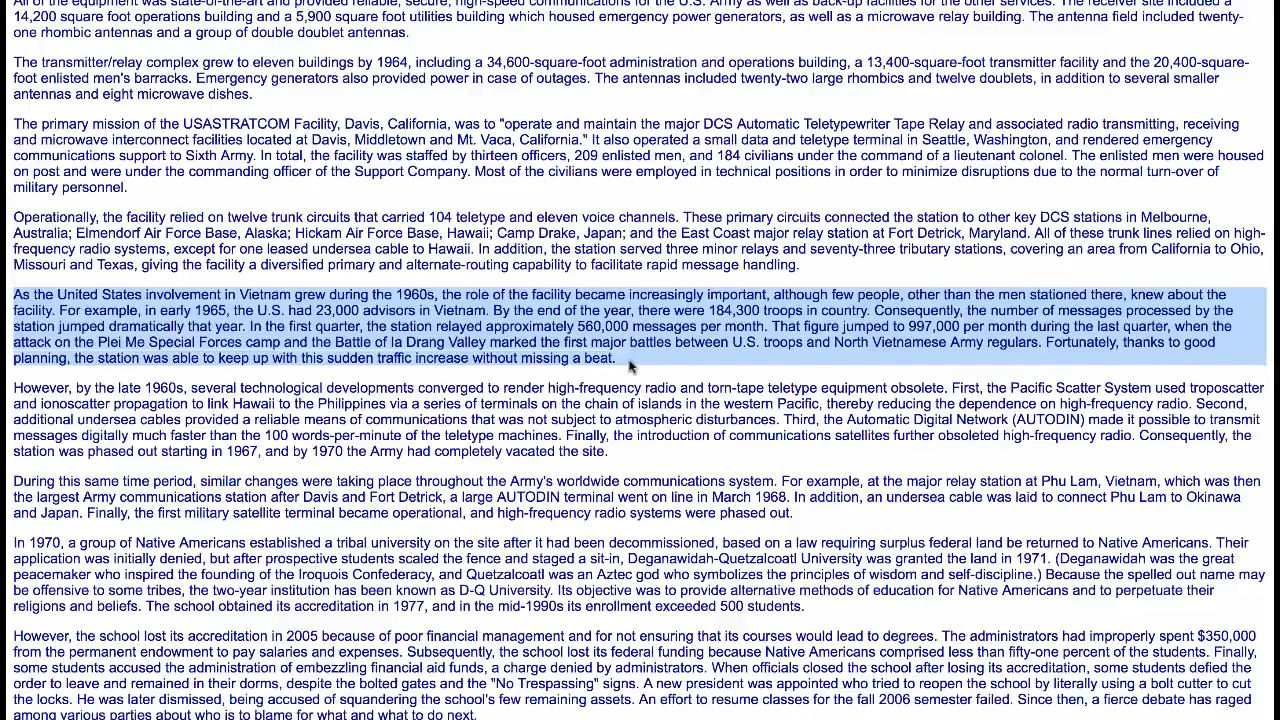 All of the equipment was state-of-the-art and provided reliable, secure, high-speed communications for the U.S. Army as well as back-up facilities for the other services. The receiver site included a
14,200 square foot operations building and a 5,900 square foot utilities building which housed emergency power generators, as well as a microwave relay building. The antenna field included twenty-
one rhombic antennas and a group of double doublet antennas.
The transmitter/relay complex grew to eleven buildings by 1964, including a 34,600-square-foot administration and operations building, a 13,400-square-foot transmitter facility and the 20,400-square-
foot enlisted men's barracks. Emergency generators also provided power in case of outages. The antennas included twenty-two large rhombics and twelve doublets, in addition to several smaller
antennas and eight microwave dishes.
The primary mission of the USASTRATCOM Facility, Davis, California, was to "operate and maintain the major DCS Automatic Teletypewriter Tape Relay and associated radio transmitting, receiving
and microwave interconnect facilities located at Davis, Middletown and Mt. Vaca, California." It also operated a small data and teletype terminal in Seattle, Washington, and rendered emergency
communications support to Sixth Army. In total, the facility was staffed by thirteen officers, 209 enlisted men, and 184 civilians under the command of a lieutenant colonel. The enlisted men were housed
on post and were under the commanding officer of the Support Company. Most of the civilians were employed in technical positions in order to minimize disruptions due to the normal turn-over of
military personnel.
Operationally, the facility relied on twelve trunk circuits that carried 104 teletype and eleven voice channels. These primary circuits connected the station to other key DCS stations in Melbourne,
Australia; Elmendorf Air Force Base, Alaska; Hickam Air Force Base, Hawaii; Camp Drake, Japan; and the East Coast major relay station at Fort Detrick, Maryland. All of these trunk lines relied on high-
frequency radio systems, except for one leased undersea cable to Hawaii. In addition, the station served three minor relays and seventy-three tributary stations, covering an area from California to Ohio,
Missouri and Texas, giving the facility a diversified primary and alternate-routing capability to facilitate rapid message handling.
As the United States involvement in Vietnam grew during the 1960s, the role of the facility became increasingly important, although few people, other than the men stationed there, knew about the
facility. For example, in early 1965, the U.S. had 23,000 advisors in Vietnam. By the end of the year, there were 184,300 troops in country. Consequently, the number of messages processed by the
station jumped dramatically that year. In the first quarter, the station relayed approximately 560,000 messages per month. That figure jumped to 997,000 per month during the last quarter, when the
attack on the Plei Me Special Forces camp and the Battle of Ia Drang Valley marked the first major battles between U.S. troops and North Vietnamese Army regulars. Fortunately, thanks to good
planning, the station was able to keep up with this sudden traffic increase without missing a beat.
However, by the late 1960s, several technological developments converged to render high-frequency radio and torn-tape teletype equipment obsolete. First, the Pacific Scatter System used troposcatter
and ionoscatter propagation to link Hawaii to the Philippines via a series of terminals on the chain of islands in the western Pacific, thereby reducing the dependence on high-frequency radio. Second,
additional undersea cables provided a reliable means of communications that was not subject to atmospheric disturbances. Third, the Automatic Digital Network (AUTODIN) made it possible to transmit
messages digitally much faster than the 100 words-per-minute of the teletype machines. Finally, the introduction of communications satellites further obsoleted high-frequency radio. Consequently, the
station was phased out starting in 1967, and by 1970 the Army had completely vacated the site.
During this same time period, similar changes were taking place throughout the Army's worldwide communications system. For example, at the major relay station at Phu Lam, Vietnam, which was then
the largest Army communications station after Davis and Fort Detrick, a large AUTODIN terminal went on line in March 1968. In addition, an undersea cable was laid to connect Phu Lam to Okinawa
and Japan. Finally, the first military satellite terminal became operational, and high-frequency radio systems were phased out.
In 1970, a group of Native Americans established a tribal university on the site after it had been decommissioned, based on a law requiring surplus federal land be returned to Native Americans. Their
application was initially denied, but after prospective students scaled the fence and staged a sit-in, Deganawidah-Quetzalcoatl University was granted the land in 1971. (Deganawidah was the great
peacemaker who inspired the founding of the Iroquois Confederacy, and Quetzalcoatl was an Aztec god who symbolizes the principles of wisdom and self-discipline.) Because the spelled out name may
be offensive to some tribes, the two-year institution has been known as D-Q University. Its objective was to provide alternative methods of education for Native Americans and to perpetuate their
religions and beliefs. The school obtained its accreditation in 1977, and in the mid-1990s its enrollment exceeded 500 students.
However, the school lost its accreditation in 2005 because of poor financial management and for not ensuring that its courses would lead to degrees. The administrators had improperly spent $350,000
from the permanent endowment to pay salaries and expenses. Subsequently, the school lost its federal funding because Native Americans comprised less than fifty-one percent of the students. Finally,
some students accused the administration of embezzling financial aid funds, a charge denied by administrators. When officials closed the school after losing its accreditation, some students defied the
order to leave and remained in their dorms, despite the bolted gates and the "No Trespassing" signs. A new president was appointed who tried to reopen the school by literally using a bolt cutter to cut
the locks. He was later dismissed, being accused of squandering the school's few remaining assets. An effort to resume classes for the fall 2006 semester failed. Since then, a fierce debate has raged
among various parties about who is to blame for what and what to do next.